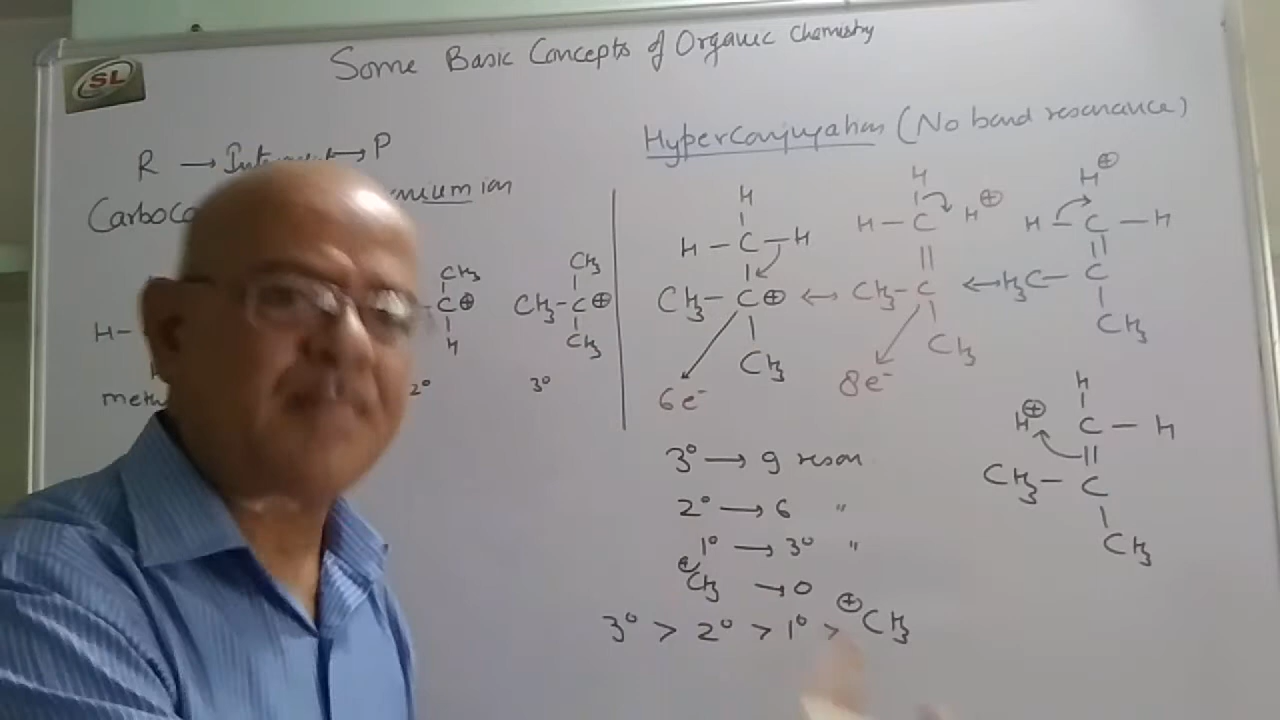 Some Basic Concepts of Organic Chemistry
SL
R → → P
Hyperconjugation (No bond resonance)
H
H – C – H
CH3 – C ⊕ ↔
CH3
6e⁻
H
H – C H⊕
CH3 – C ↔
CH3
8e⁻
H⊕
H – C – H
H3C – C
CH3
H
H⊕ C – H
CH3 – C
CH3
H –
CH3
C⊕
H
2°
CH3
CH3 – C⊕
CH3
3°
3° → 9 reson
2° → 6 "
1° → 3° "
⊕CH3 → 0
3° > 2° > 1° > ⊕CH3